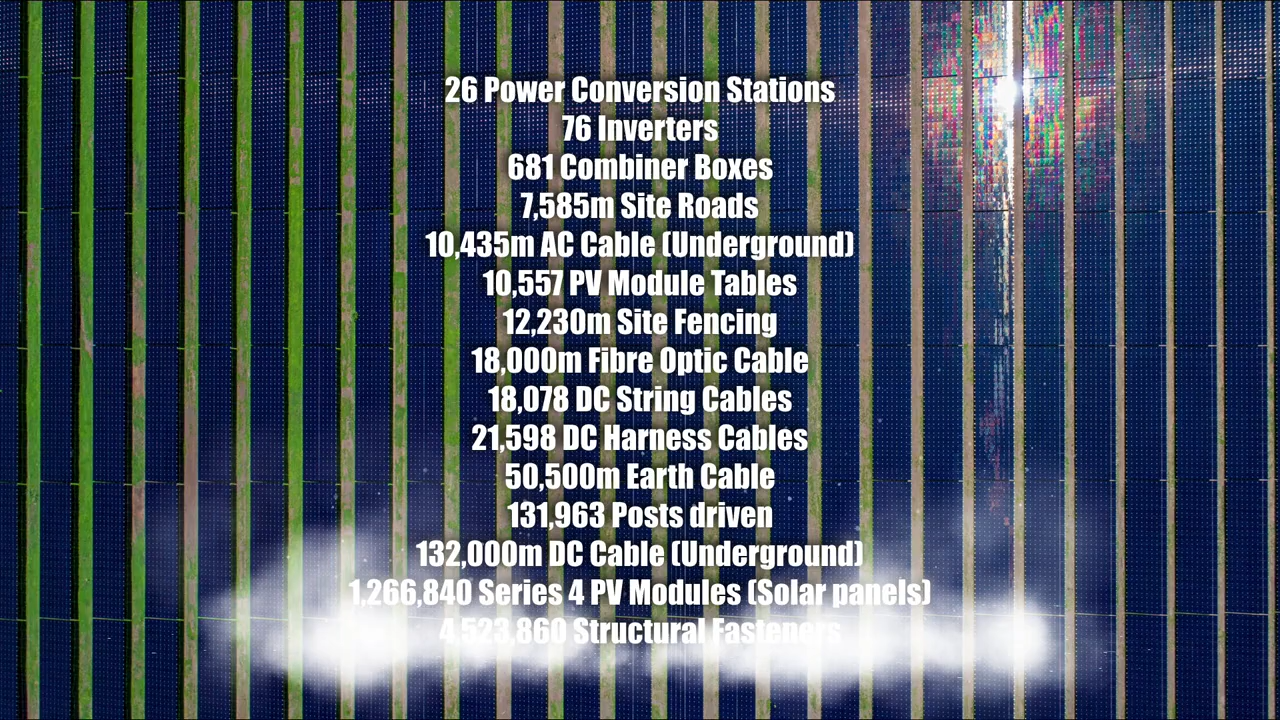 26 Power Conversion Stations
76 Inverters
681 Combiner Boxes
7,585m Site Roads
10,435m AC Cable (Underground)
10,557 PV Module Tables
12,230m Site Fencing
18,000m Fibre Optic Cable
18,078 DC String Cables
21,598 DC Harness Cables
50,500m Earth Cable
131,963 Posts driven
132,000m DC Cable (Underground)
1,266,840 Series 4 PV Modules (Solar panels)
4,523,860 Structural Fasteners